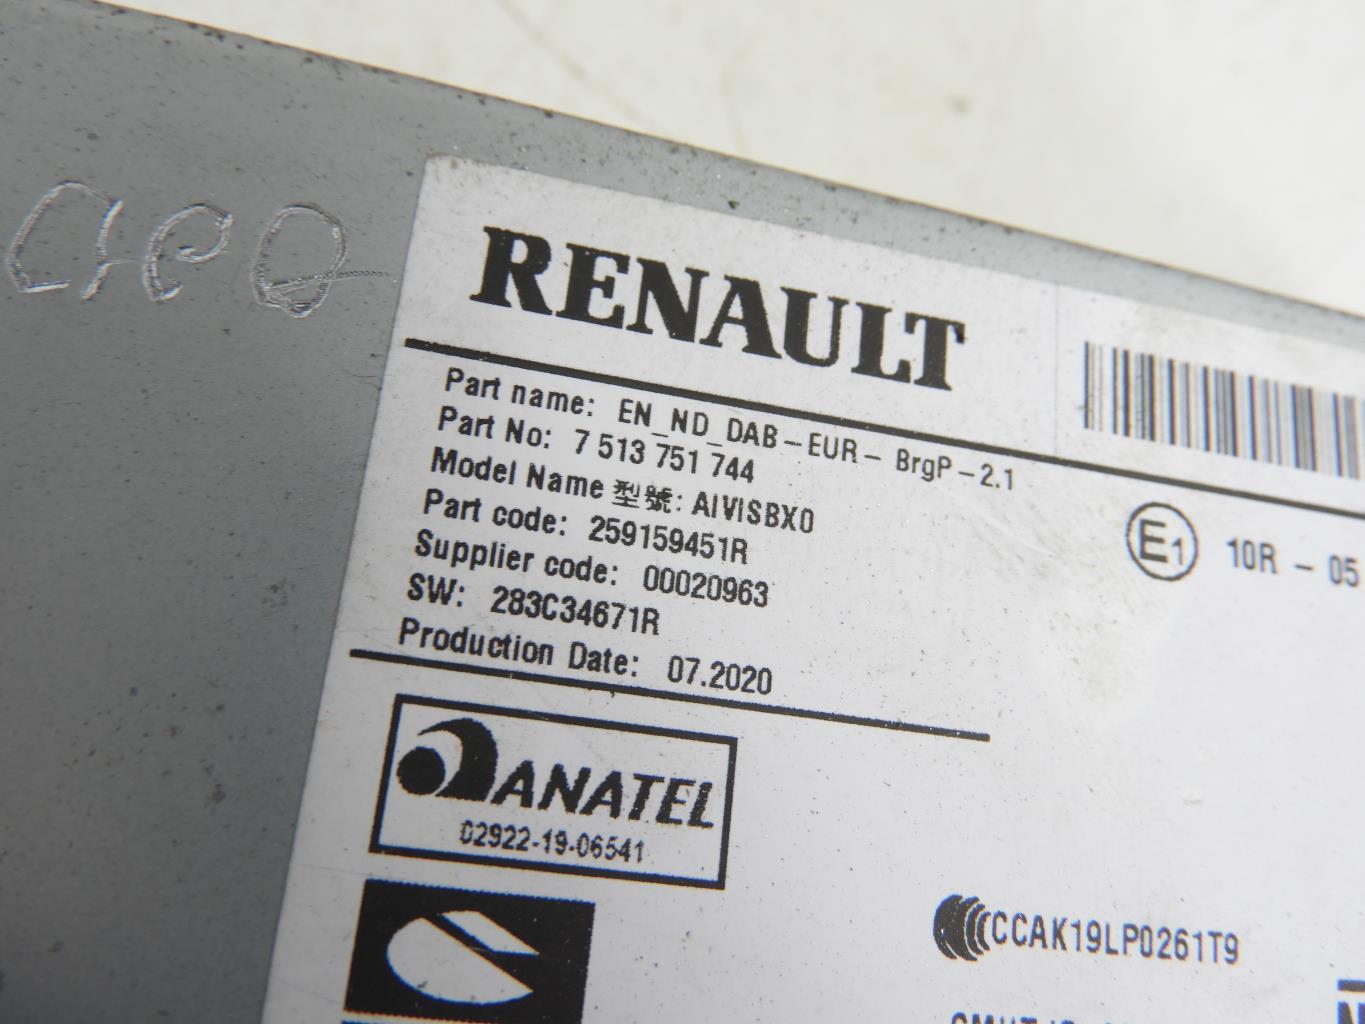 RENAULT
Part name: EN_ND_DAB-EUR- BrgP-2.1
Part No: 7 513 751 744
Model Name 型號: AIVISBX0
Part code: 259159451R
Supplier code: 00020963
SW: 283C34671R
Production Date: 07.2020
E1 10R - 05
ANATEL
02922-19-06541
CCAK19LP0261T9